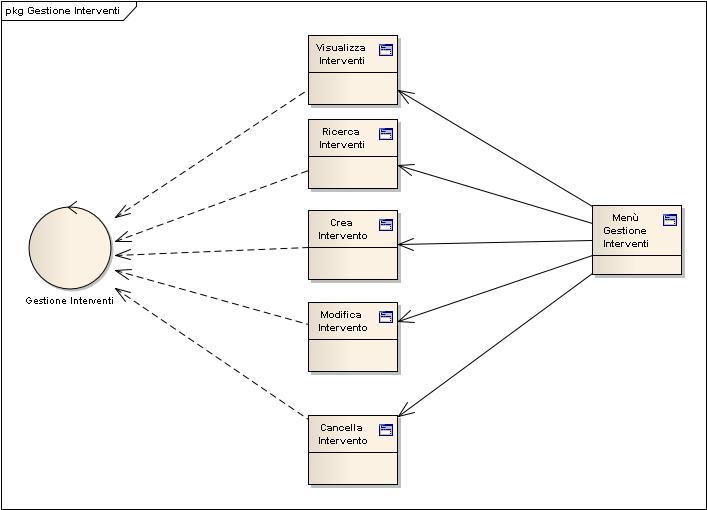 pkg Gestione Interventi
Visualizza
Interventi
Ricerca
Interventi
Crea
Intervento
Menù
Gestione
Interventi
Gestione Interventi
Modifica
Intervento
Cancella
Intervento